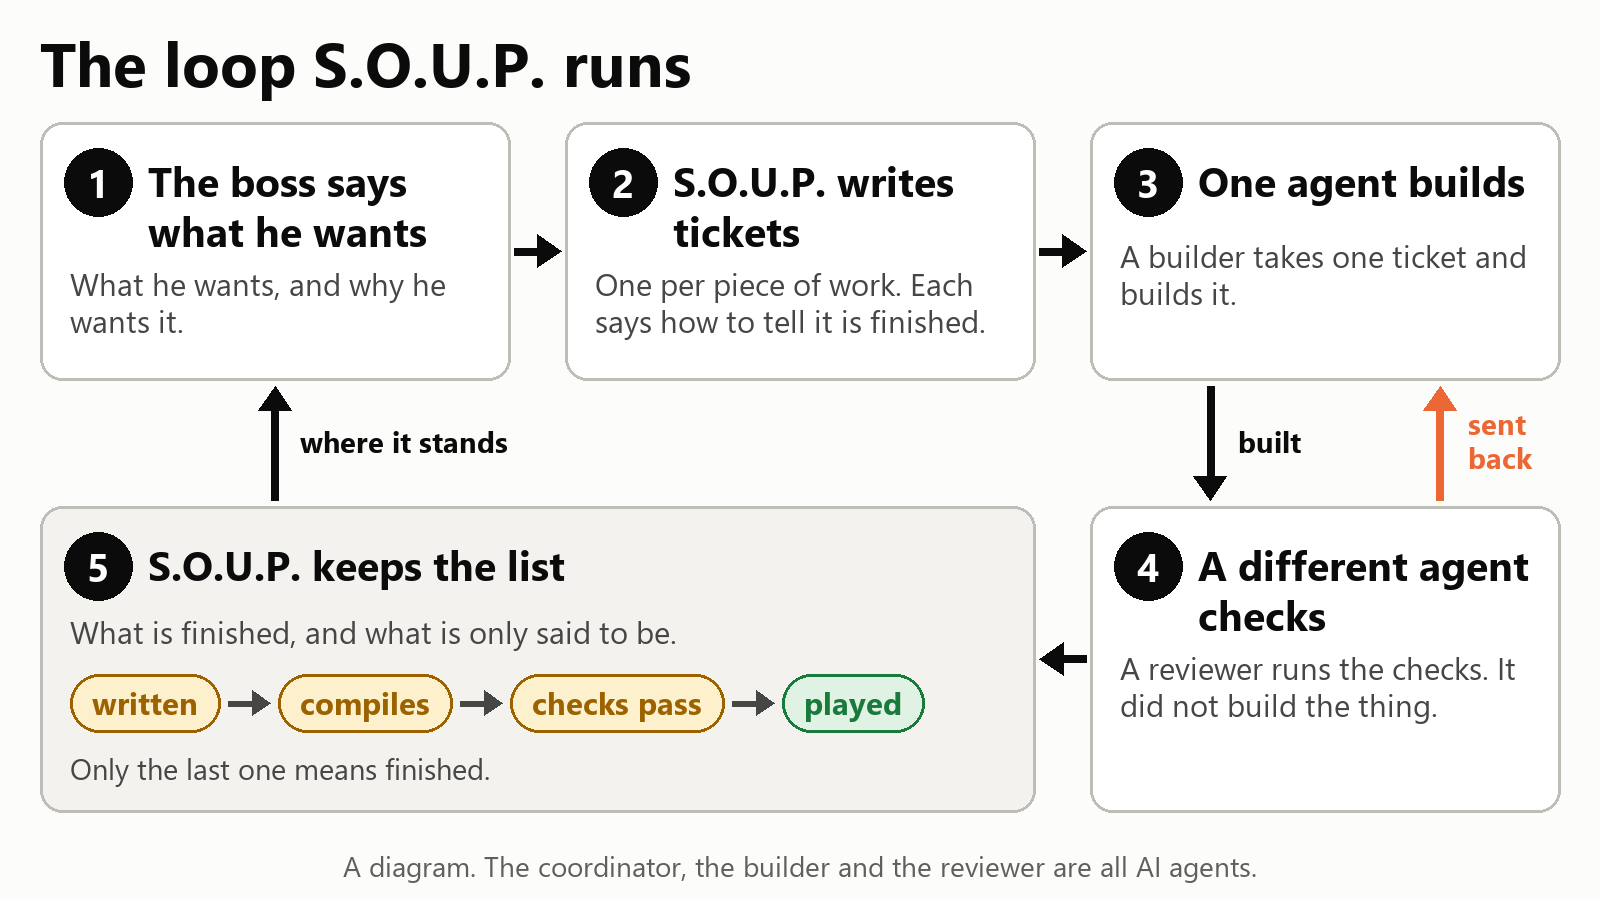 The loop S.O.U.P. runs
1
The boss says
what he wants
What he wants, and why he
wants it.
2
S.O.U.P. writes
tickets
One per piece of work. Each
says how to tell it is finished.
3
One agent builds
A builder takes one ticket and
builds it.
built
sent
back
4
A different agent
checks
A reviewer runs the checks. It
did not build the thing.
5
S.O.U.P. keeps the list
What is finished, and what is only said to be.
written
compiles
checks pass
played
Only the last one means finished.
where it stands
A diagram. The coordinator, the builder and the reviewer are all AI agents.